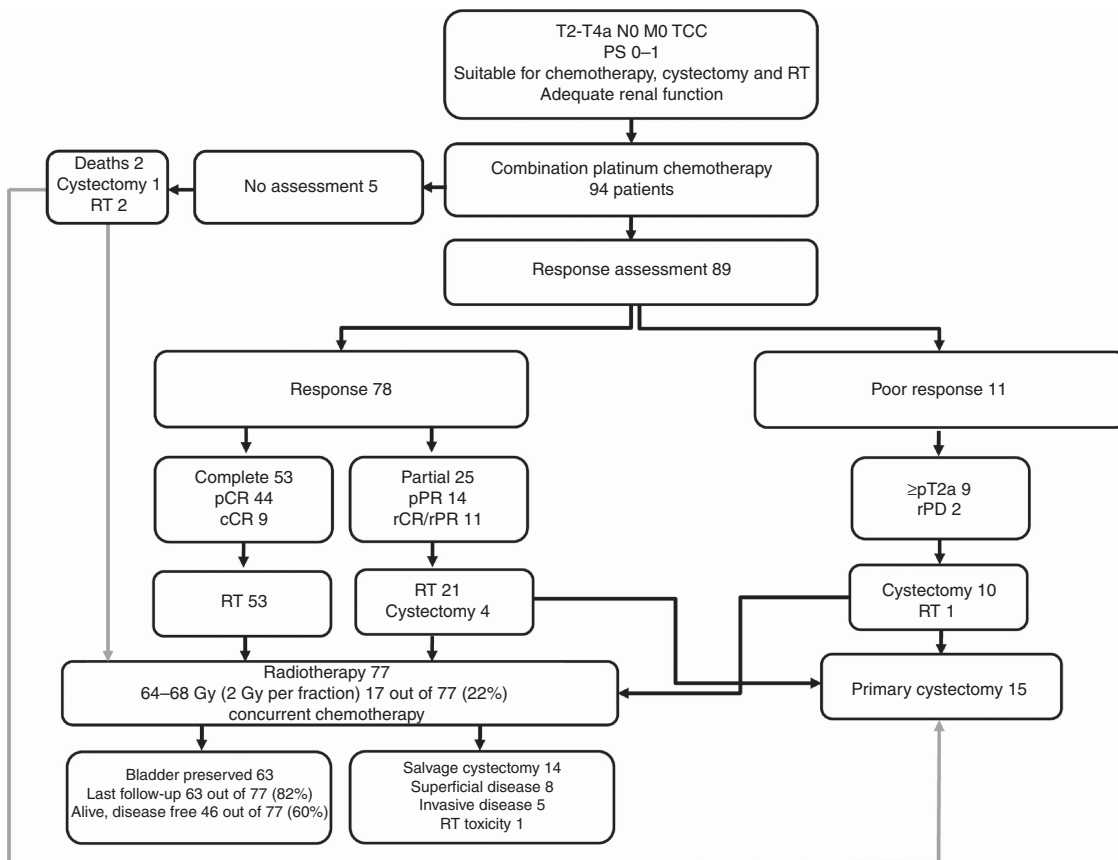 T2-T4a N0 M0 TCC
PS 0–1
Suitable for chemotherapy, cystectomy and RT
Adequate renal function
Deaths 2
Cystectomy 1
RT 2
No assessment 5
Combination platinum chemotherapy
94 patients
Response assessment 89
Response 78
Poor response 11
Complete 53
pCR 44
cCR 9
Partial 25
pPR 14
rCR/rPR 11
≥pT2a 9
rPD 2
RT 53
RT 21
Cystectomy 4
Cystectomy 10
RT 1
Radiotherapy 77
64–68 Gy (2 Gy per fraction) 17 out of 77 (22%)
concurrent chemotherapy
Primary cystectomy 15
Bladder preserved 63
Last follow-up 63 out of 77 (82%)
Alive, disease free 46 out of 77 (60%)
Salvage cystectomy 14
Superficial disease 8
Invasive disease 5
RT toxicity 1